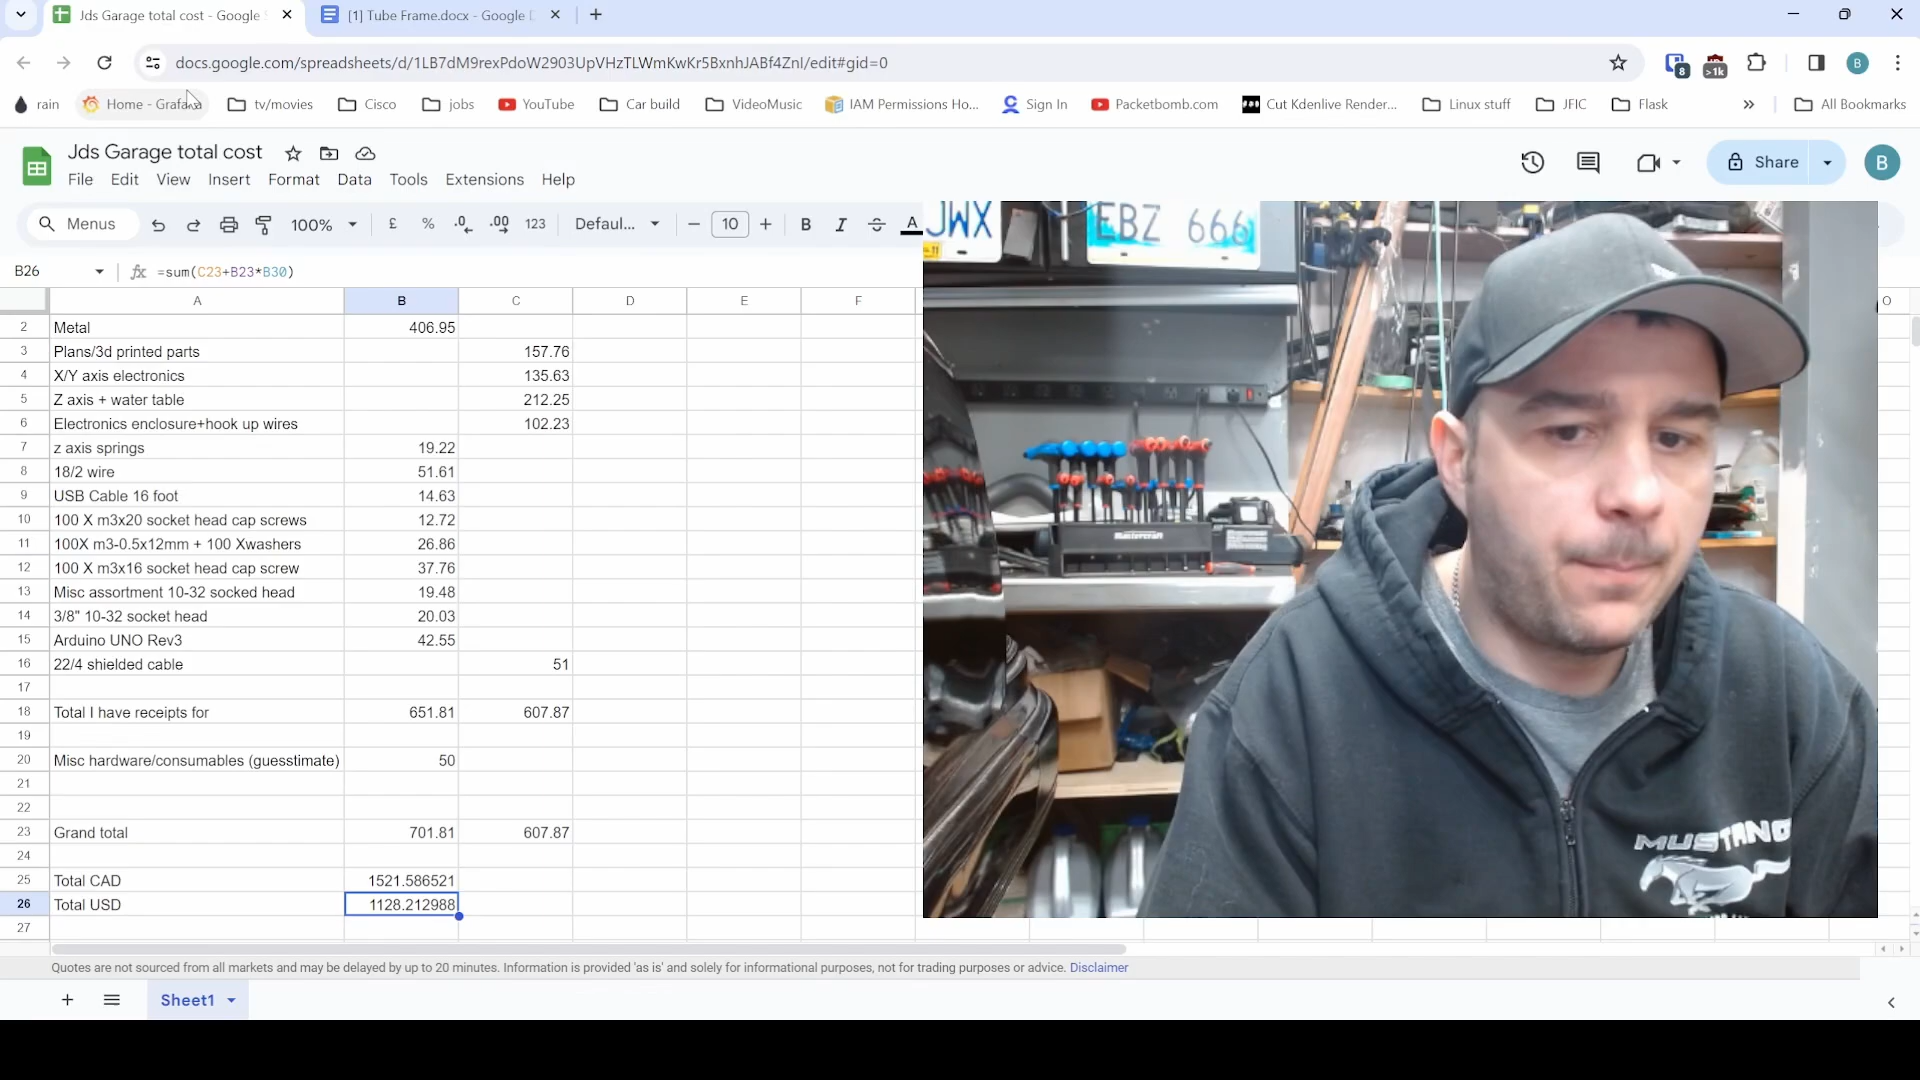 Jds Garage total cost - Google S
[1] Tube Frame.docx - Google D
docs.google.com/spreadsheets/d/1LB7dM9rexPdoW2903UpVHzTLWmKwKr5BxnhJABf4ZnI/edit#gid=0
8
>1k
B
rain
Home - Grafana
tv/movies
Cisco
jobs
YouTube
Car build
VideoMusic
IAM Permissions Ho...
Sign In
Packetbomb.com
Cut Kdenlive Render...
Linux stuff
JFIC
Flask
»
All Bookmarks
Jds Garage total cost
File Edit View Insert Format Data Tools Extensions Help
Share
B
Menus 100% £ % .0 .00 123 Defaul... 10 B I A
B26 fx =sum(C23+B23*B30)
A B C D E F O
2 Metal 406.95
3 Plans/3d printed parts 157.76
4 X/Y axis electronics 135.63
5 Z axis + water table 212.25
6 Electronics enclosure+hook up wires 102.23
7 z axis springs 19.22
8 18/2 wire 51.61
9 USB Cable 16 foot 14.63
10 100 X m3x20 socket head cap screws 12.72
11 100X m3-0.5x12mm + 100 Xwashers 26.86
12 100 X m3x16 socket head cap screw 37.76
13 Misc assortment 10-32 socked head 19.48
14 3/8" 10-32 socket head 20.03
15 Arduino UNO Rev3 42.55
16 22/4 shielded cable 51
17
18 Total I have receipts for 651.81 607.87
19
20 Misc hardware/consumables (guesstimate) 50
21
22
23 Grand total 701.81 607.87
24
25 Total CAD 1521.586521
26 Total USD 1128.212988
27
JWX
11
EBZ 666
Mastercraft
MUSTANG
Quotes are not sourced from all markets and may be delayed by up to 20 minutes. Information is provided 'as is' and solely for informational purposes, not for trading purposes or advice. Disclaimer
Sheet1